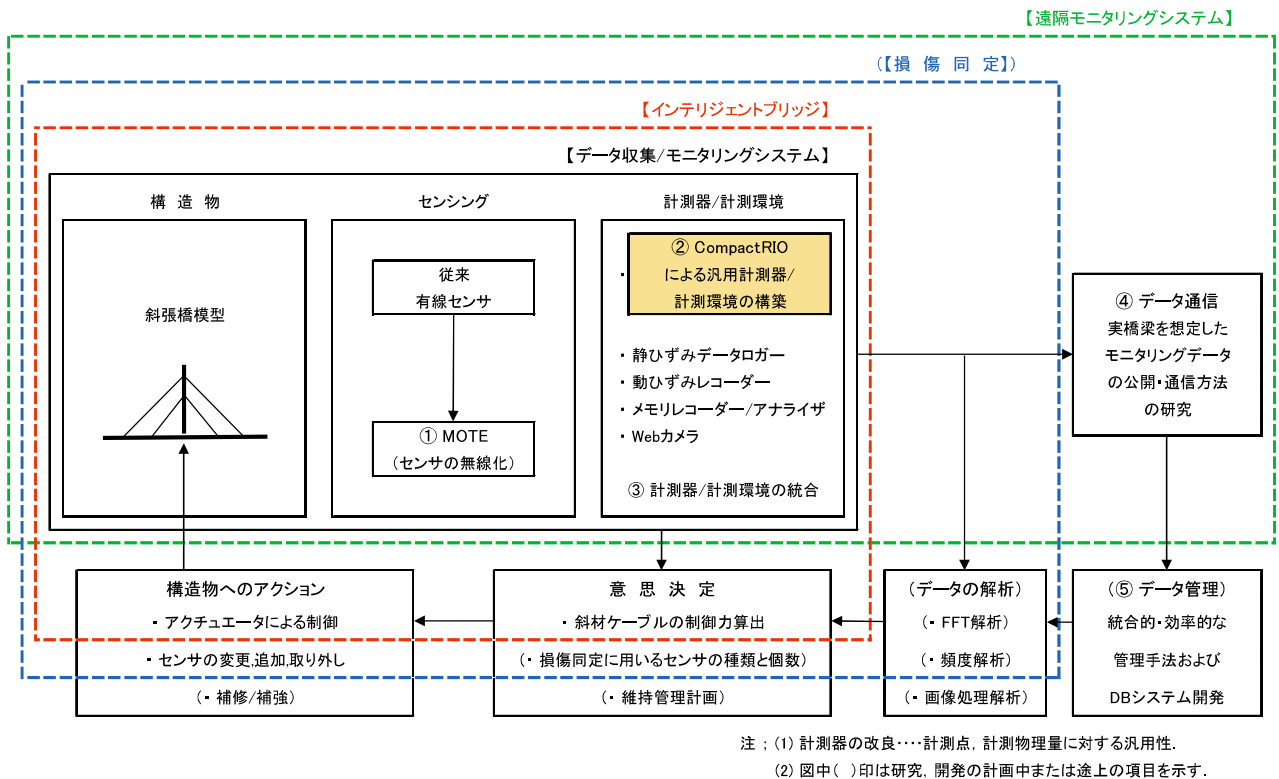 【遠隔モニタリングシステム】
(【損 傷 同 定】)
【インテリジェントブリッジ】
【データ収集/モニタリングシステム】
構 造 物
斜張橋模型
センシング
従来
有線センサ
① MOTE
(センサの無線化)
計測器/計測環境
② CompactRIO
・ による汎用計測器/
計測環境の構築
・ 静ひずみデータロガー
・ 動ひずみレコーダー
・ メモリレコーダー/アナライザ
・ Webカメラ
③ 計測器/計測環境の統合
④ データ通信
実橋梁を想定した
モニタリングデータ
の公開・通信方法
の研究
構造物へのアクション
・ アクチュエータによる制御
・ センサの変更,追加,取り外し
(・ 補修/補強)
意 思 決 定
・ 斜材ケーブルの制御力算出
(・ 損傷同定に用いるセンサの種類と個数)
(・ 維持管理計画)
(データの解析)
(・ FFT解析)
(・ 頻度解析)
(・ 画像処理解析)
(⑤ データ管理)
統合的・効率的な
管理手法および
DBシステム開発
注 ; (1) 計測器の改良････計測点, 計測物理量に対する汎用性.
(2) 図中( )印は研究, 開発の計画中または途上の項目を示す.